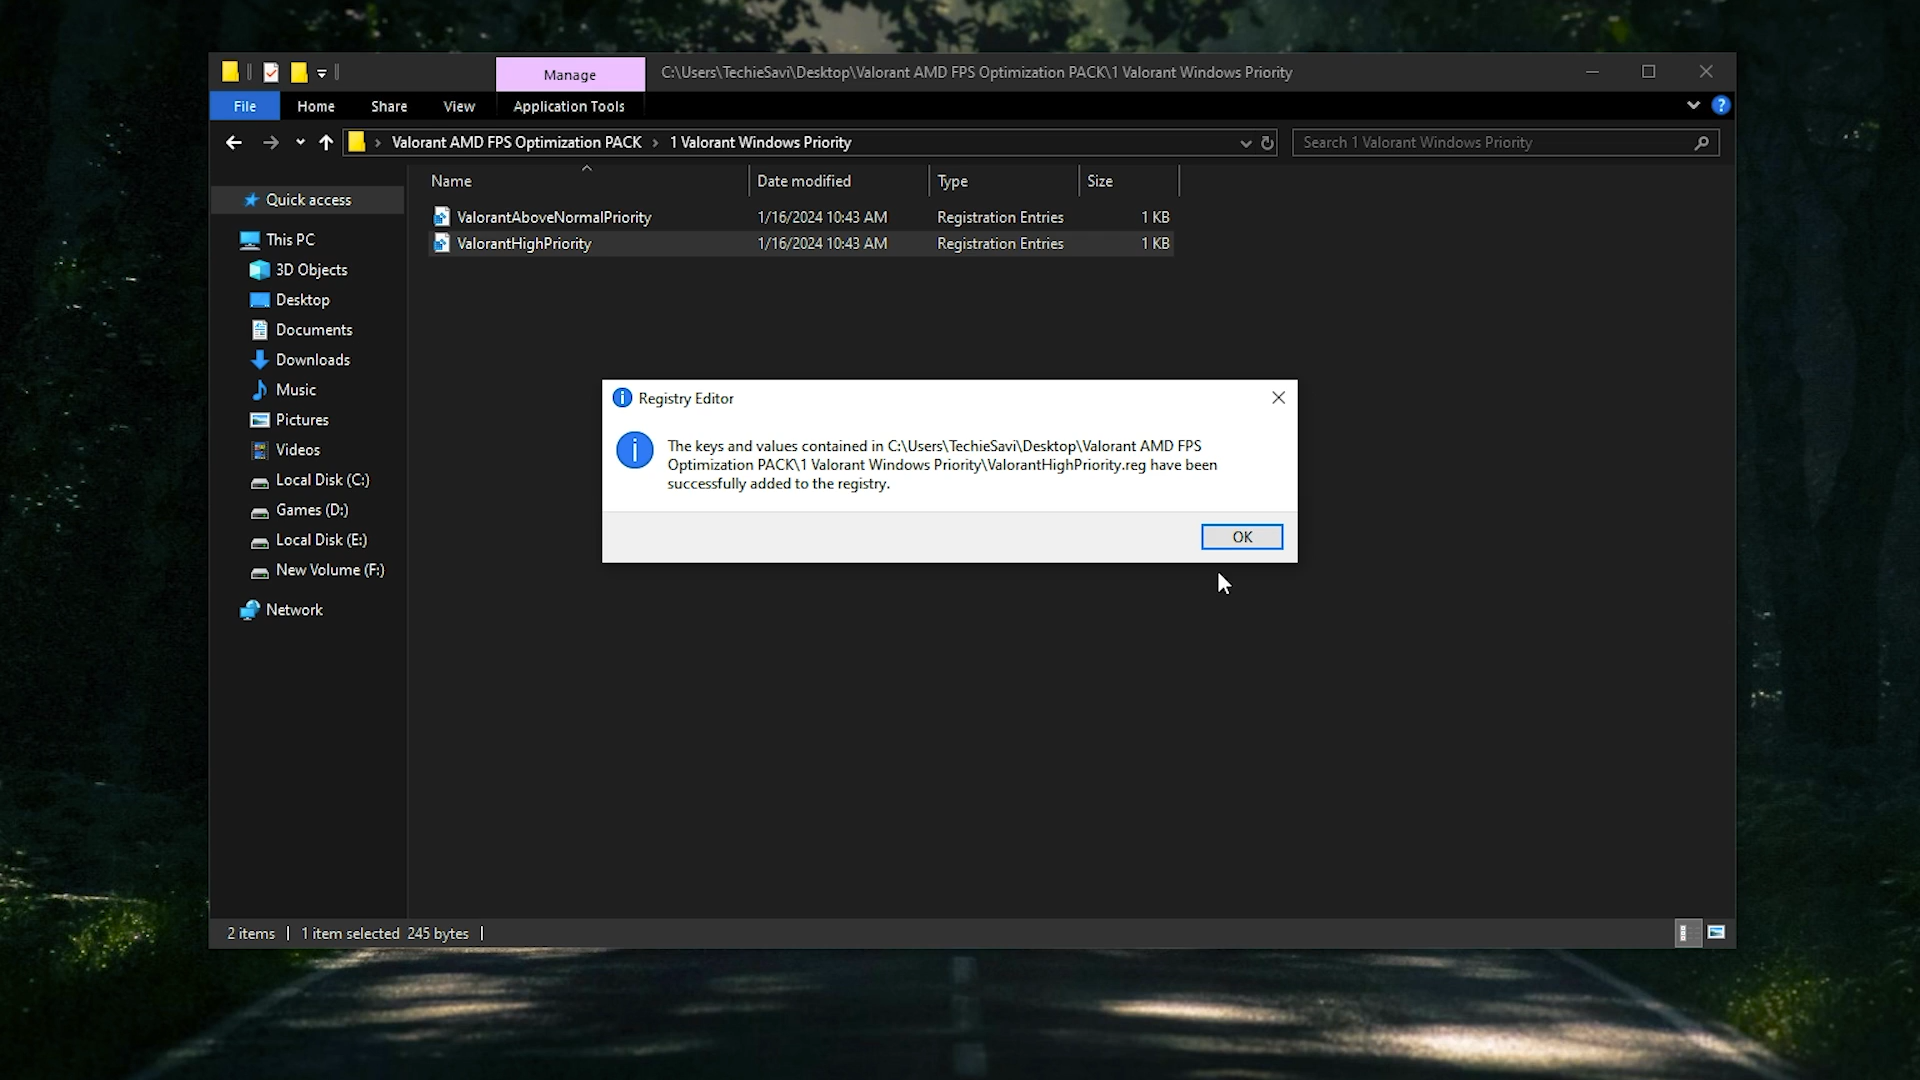 Manage
C:\Users\TechieSavi\Desktop\Valorant AMD FPS Optimization PACK\1 Valorant Windows Priority
File
Home
Share
View
Application Tools
?
Valorant AMD FPS Optimization PACK > 1 Valorant Windows Priority
Search 1 Valorant Windows Priority
Name
Date modified
Type
Size
ValorantAboveNormalPriority
1/16/2024 10:43 AM
Registration Entries
1 KB
ValorantHighPriority
1/16/2024 10:43 AM
Registration Entries
1 KB
Quick access
This PC
3D Objects
Desktop
Documents
Downloads
Music
Pictures
Videos
Local Disk (C:)
Games (D:)
Local Disk (E:)
New Volume (F:)
Network
Registry Editor
The keys and values contained in C:\Users\TechieSavi\Desktop\Valorant AMD FPS
Optimization PACK\1 Valorant Windows Priority\ValorantHighPriority.reg have been
successfully added to the registry.
OK
2 items
1 item selected 245 bytes